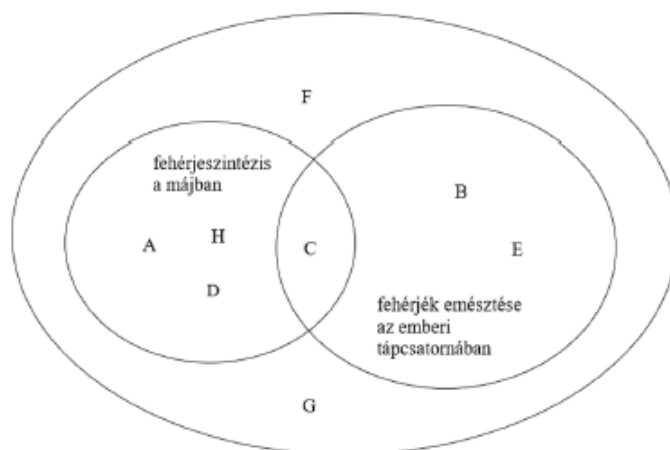 F
fehérjeszintézis
a májban
B
A
H
C
E
D
fehérjék emésztése
az emberi
tápcsatornában
G